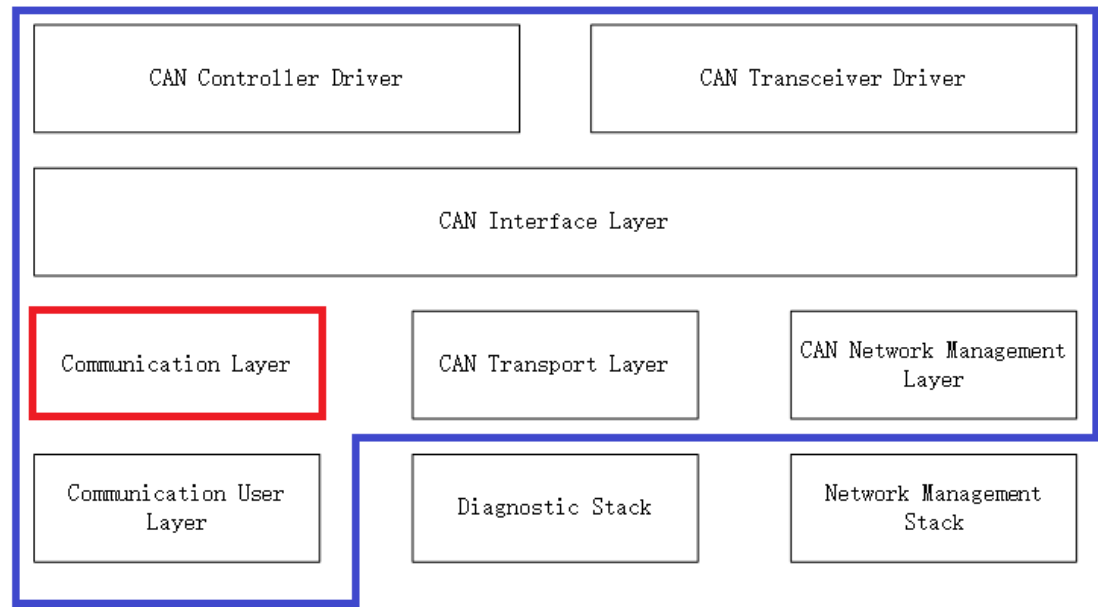 CAN Controller Driver
CAN Transceiver Driver
CAN Interface Layer
Communication Layer
CAN Transport Layer
CAN Network Management
Layer
Communication User
Layer
Diagnostic Stack
Network Management
Stack